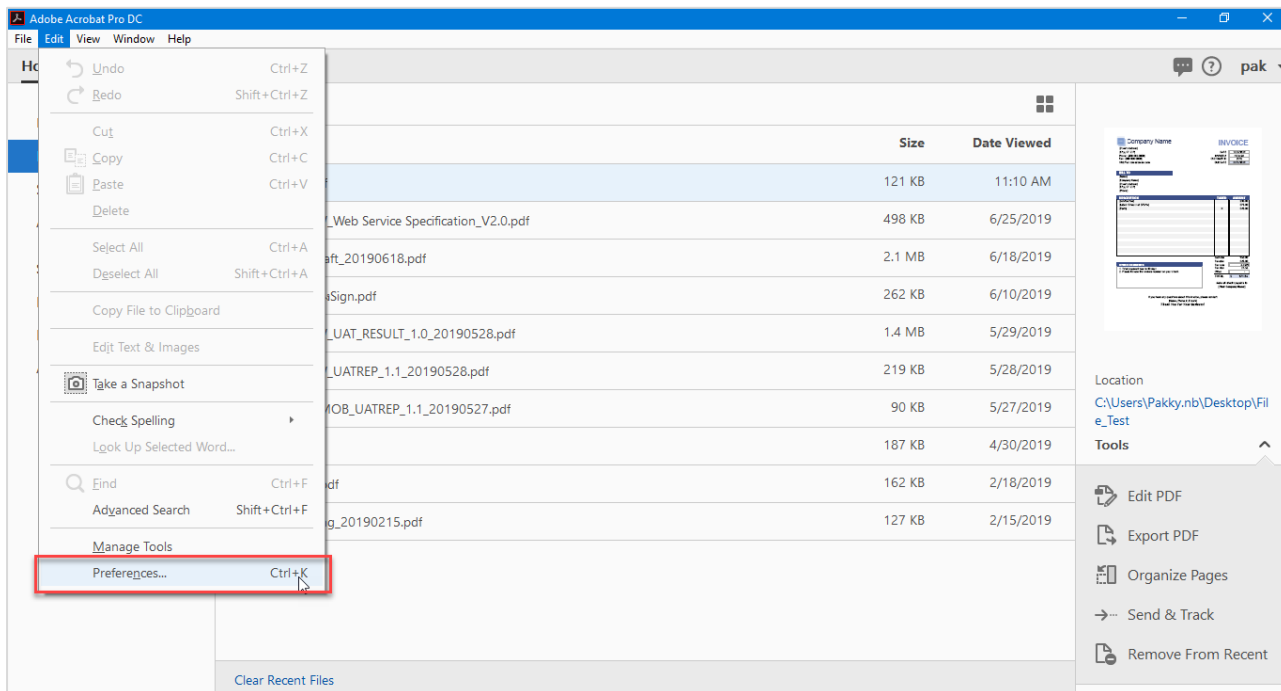 Adobe Acrobat Pro DC
File Edit View Window Help
Ho
pak
Undo Ctrl+Z
Redo Shift+Ctrl+Z
Cut Ctrl+X
Copy Ctrl+C
Paste Ctrl+V
Delete
Select All Ctrl+A
Deselect All Shift+Ctrl+A
Copy File to Clipboard
Edit Text & Images
Take a Snapshot
Check Spelling
Look Up Selected Word...
Find Ctrl+F
Advanced Search Shift+Ctrl+F
Manage Tools
Preferences... Ctrl+K
Size Date Viewed
121 KB 11:10 AM
_Web Service Specification_V2.0.pdf 498 KB 6/25/2019
aft_20190618.pdf 2.1 MB 6/18/2019
aSign.pdf 262 KB 6/10/2019
_UAT_RESULT_1.0_20190528.pdf 1.4 MB 5/29/2019
_UATREP_1.1_20190528.pdf 219 KB 5/28/2019
MOB_UATREP_1.1_20190527.pdf 90 KB 5/27/2019
187 KB 4/30/2019
df 162 KB 2/18/2019
g_20190215.pdf 127 KB 2/15/2019
Clear Recent Files
Company Name INVOICE
Location
C:\Users\Pakky.nb\Desktop\Fil
e_Test
Tools
Edit PDF
Export PDF
Organize Pages
Send & Track
Remove From Recent